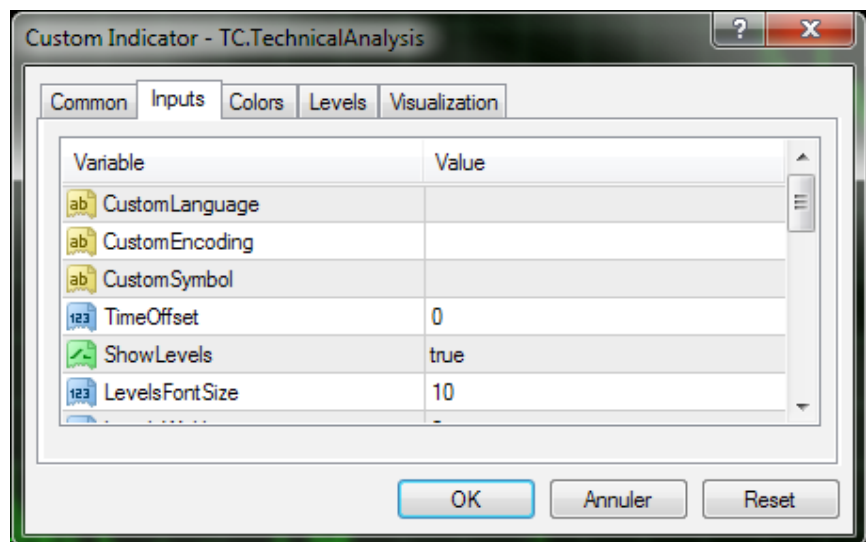 Custom Indicator - TC.TechnicalAnalysis
Common Inputs Colors Levels Visualization
Variable Value
ab CustomLanguage
ab CustomEncoding
ab CustomSymbol
123 TimeOffset 0
ShowLevels true
123 LevelsFontSize 10
OK Annuler Reset